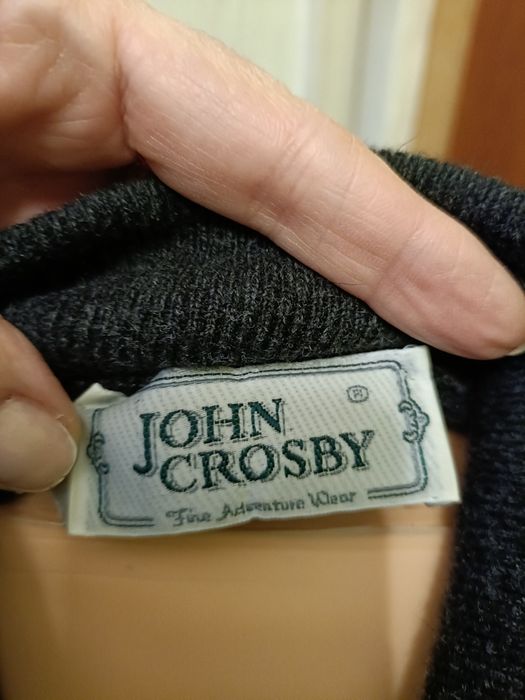 ®
JOHN
CROSBY
Fine Adventure Wear